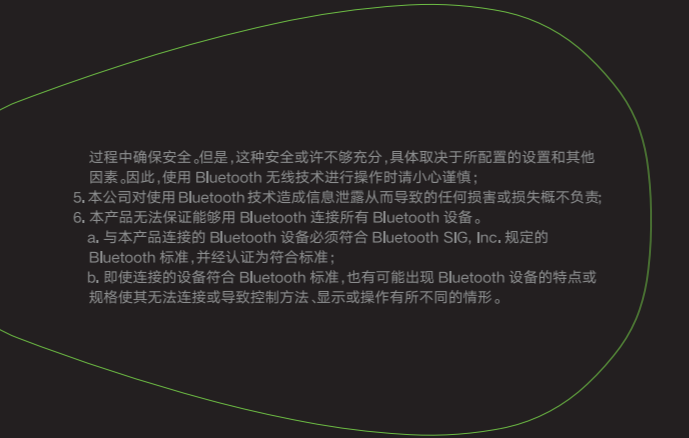 过程中确保安全。但是，这种安全或许不够充分，具体取决于所配置的设置和其他
因素。因此，使用 Bluetooth 无线技术进行操作时请小心谨慎；
5. 本公司对使用 Bluetooth 技术造成信息泄露从而导致的任何损害或损失概不负责;
6. 本产品无法保证能够用 Bluetooth 连接所有 Bluetooth 设备。
a. 与本产品连接的 Bluetooth 设备必须符合 Bluetooth SIG, Inc. 规定的
Bluetooth 标准，并经认证为符合标准；
b. 即使连接的设备符合 Bluetooth 标准，也有可能出现 Bluetooth 设备的特点或
规格使其无法连接或导致控制方法、显示或操作有所不同的情形。